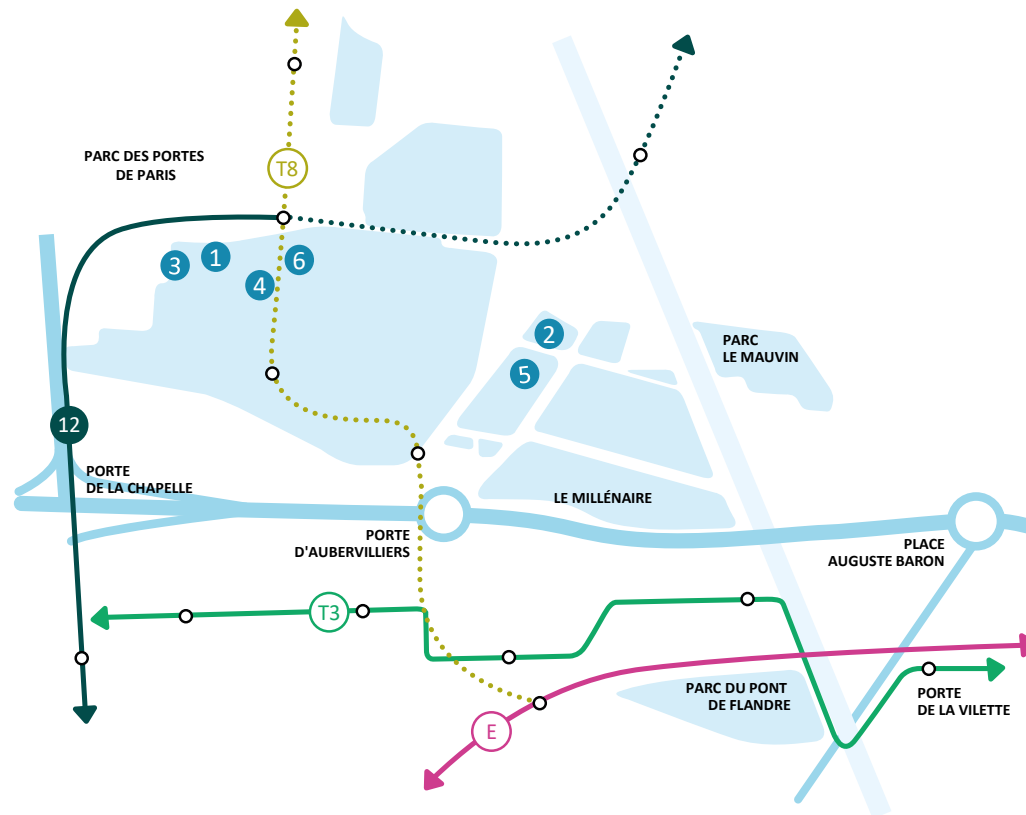 PARC DES PORTES
DE PARIS
T8
3
1
6
4
2
5
PARC
LE MAUVIN
12
PORTE
DE LA CHAPELLE
LE MILLÉNAIRE
PORTE
D'AUBERVILLIERS
PLACE
AUGUSTE BARON
T3
PARC DU PONT
DE FLANDRE
PORTE
DE LA VILETTE
E